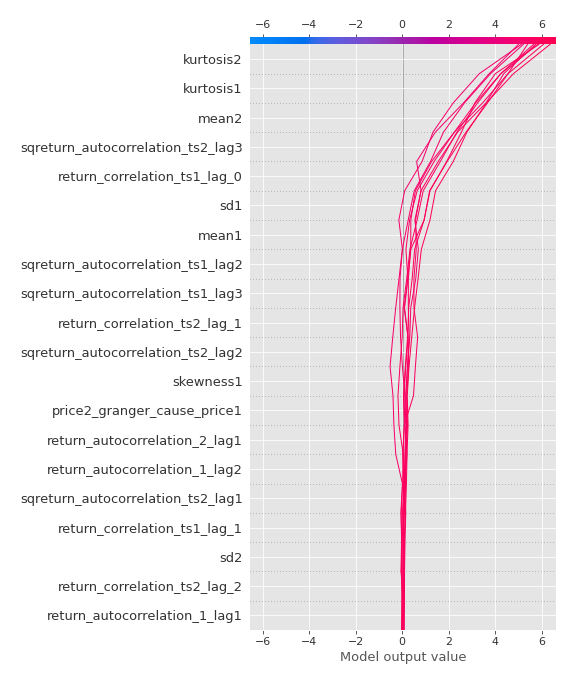 −6 −4 −2 0 2 4 6
kurtosis2
kurtosis1
mean2
sqreturn_autocorrelation_ts2_lag3
return_correlation_ts1_lag_0
sd1
mean1
sqreturn_autocorrelation_ts1_lag2
sqreturn_autocorrelation_ts1_lag3
return_correlation_ts2_lag_1
sqreturn_autocorrelation_ts2_lag2
skewness1
price2_granger_cause_price1
return_autocorrelation_2_lag1
return_autocorrelation_1_lag2
sqreturn_autocorrelation_ts2_lag1
return_correlation_ts1_lag_1
sd2
return_correlation_ts2_lag_2
return_autocorrelation_1_lag1
−6 −4 −2 0 2 4 6
Model output value